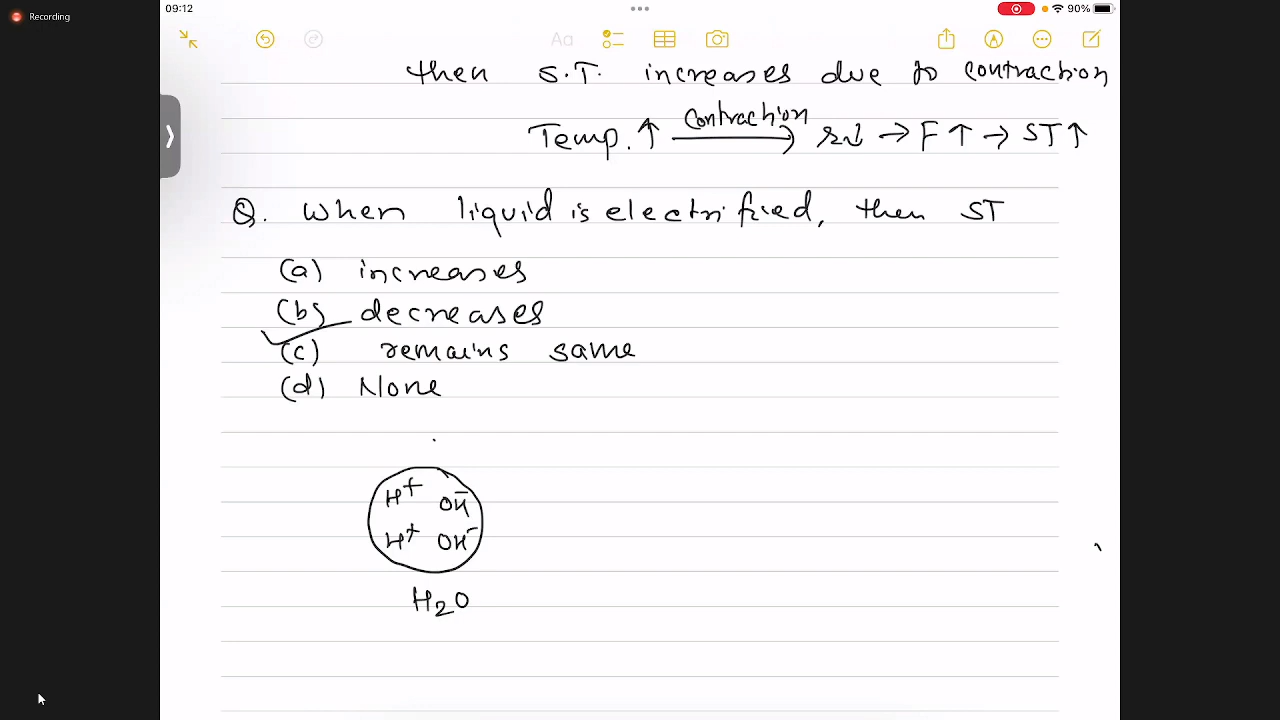 Recording
09:12
90%
Aa
then S.T. increases due to contraction
Temp. ↑ contraction → r↓ → F ↑ → ST ↑
Q. When liquid is electrified, then ST
(a) increases
(b) decreases
(c) remains same
(d) None
H+ OH-
H+ OH-
H2O